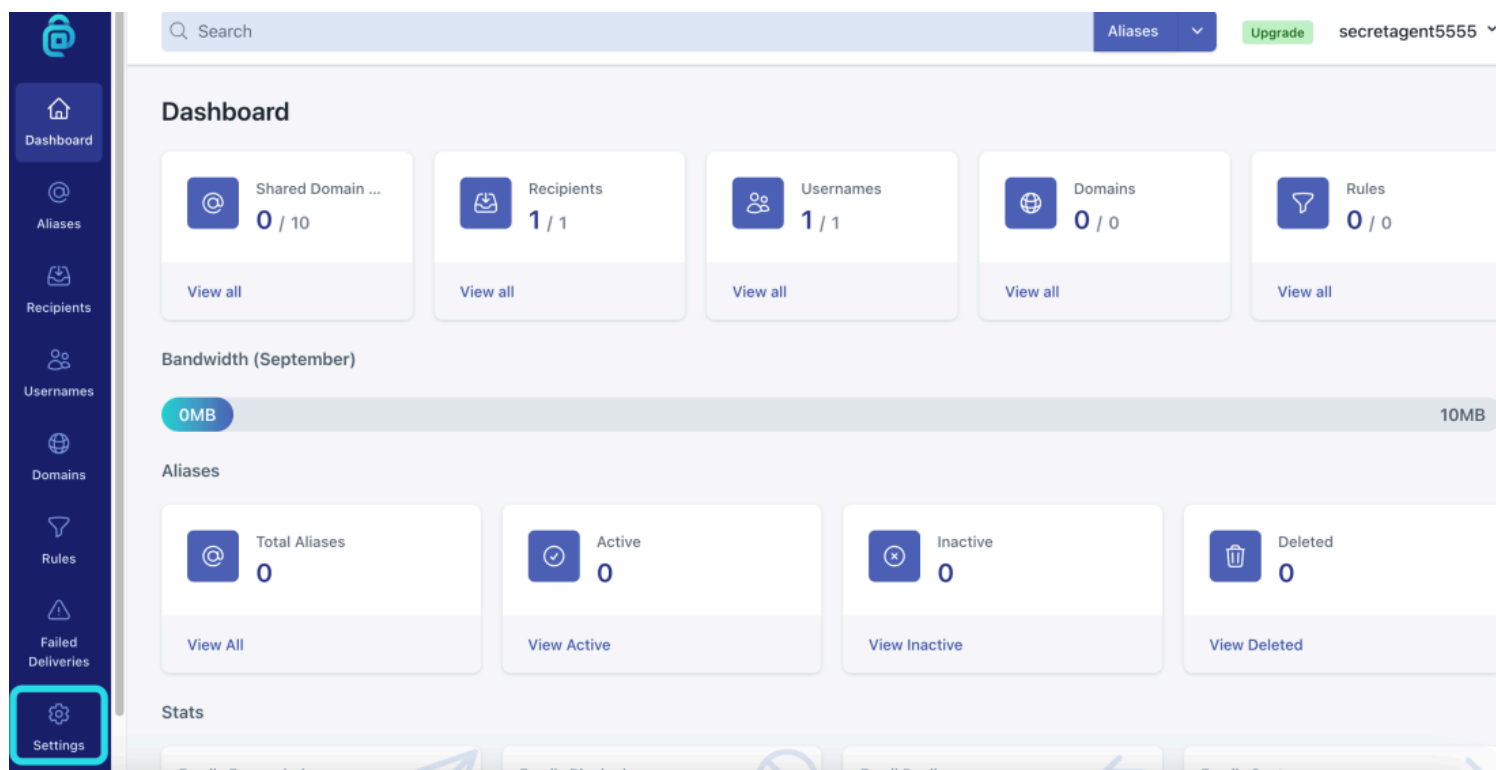 Search
Aliases
Upgrade
secretagent5555
Dashboard
Aliases
Recipients
Usernames
Domains
Rules
Failed
Deliveries
Settings
Dashboard
Shared Domain ...
0 / 10
View all
Recipients
1 / 1
View all
Usernames
1 / 1
View all
Domains
0 / 0
View all
Rules
0 / 0
View all
Bandwidth (September)
0MB
10MB
Aliases
Total Aliases
0
View All
Active
0
View Active
Inactive
0
View Inactive
Deleted
0
View Deleted
Stats